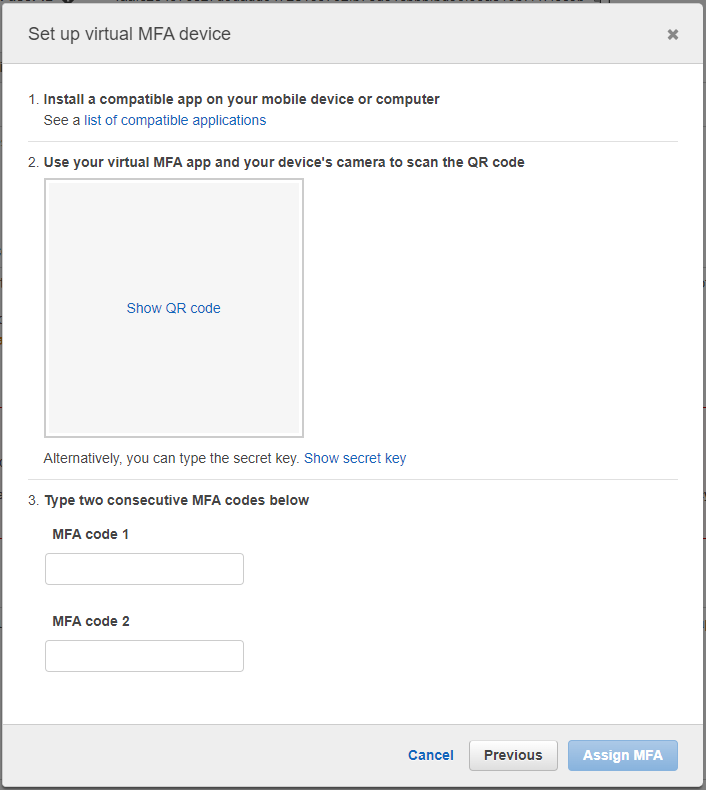 Set up virtual MFA device
1. Install a compatible app on your mobile device or computer
See a list of compatible applications
2. Use your virtual MFA app and your device's camera to scan the QR code
Show QR code
Alternatively, you can type the secret key. Show secret key
3. Type two consecutive MFA codes below
MFA code 1
MFA code 2
Cancel
Previous
Assign MFA